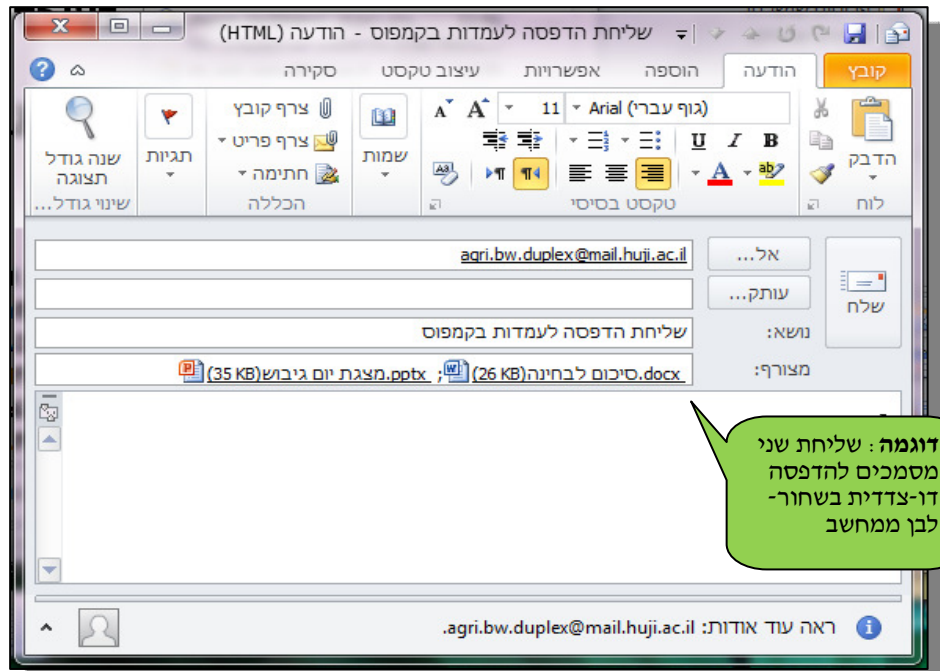 שליחת הדפסה לעמדות בקמפוס - הודעה (HTML)
קובץ הודעה הוספה אפשרויות עיצוב טקסט סקירה
(גוף עברי) Arial 11 צרף קובץ
B I U צרף פריט
הדבק שמות תגיות שנה גודל
חתימה תצוגה
לוח טקסט בסיסי הכללה שינוי גודל...
שלח
אל... agri.bw.duplex@mail.huji.ac.il
עותק...
נושא: שליחת הדפסה לעמדות בקמפוס
מצורף: סיכום לבחינה.docx (26 KB); מצגת יום גיבוש.pptx (35 KB)
דוגמה: שליחת שני
מסמכים להדפסה
דו-צדדית בשחור-
לבן ממחשב
ראה עוד אודות: agri.bw.duplex@mail.huji.ac.il.